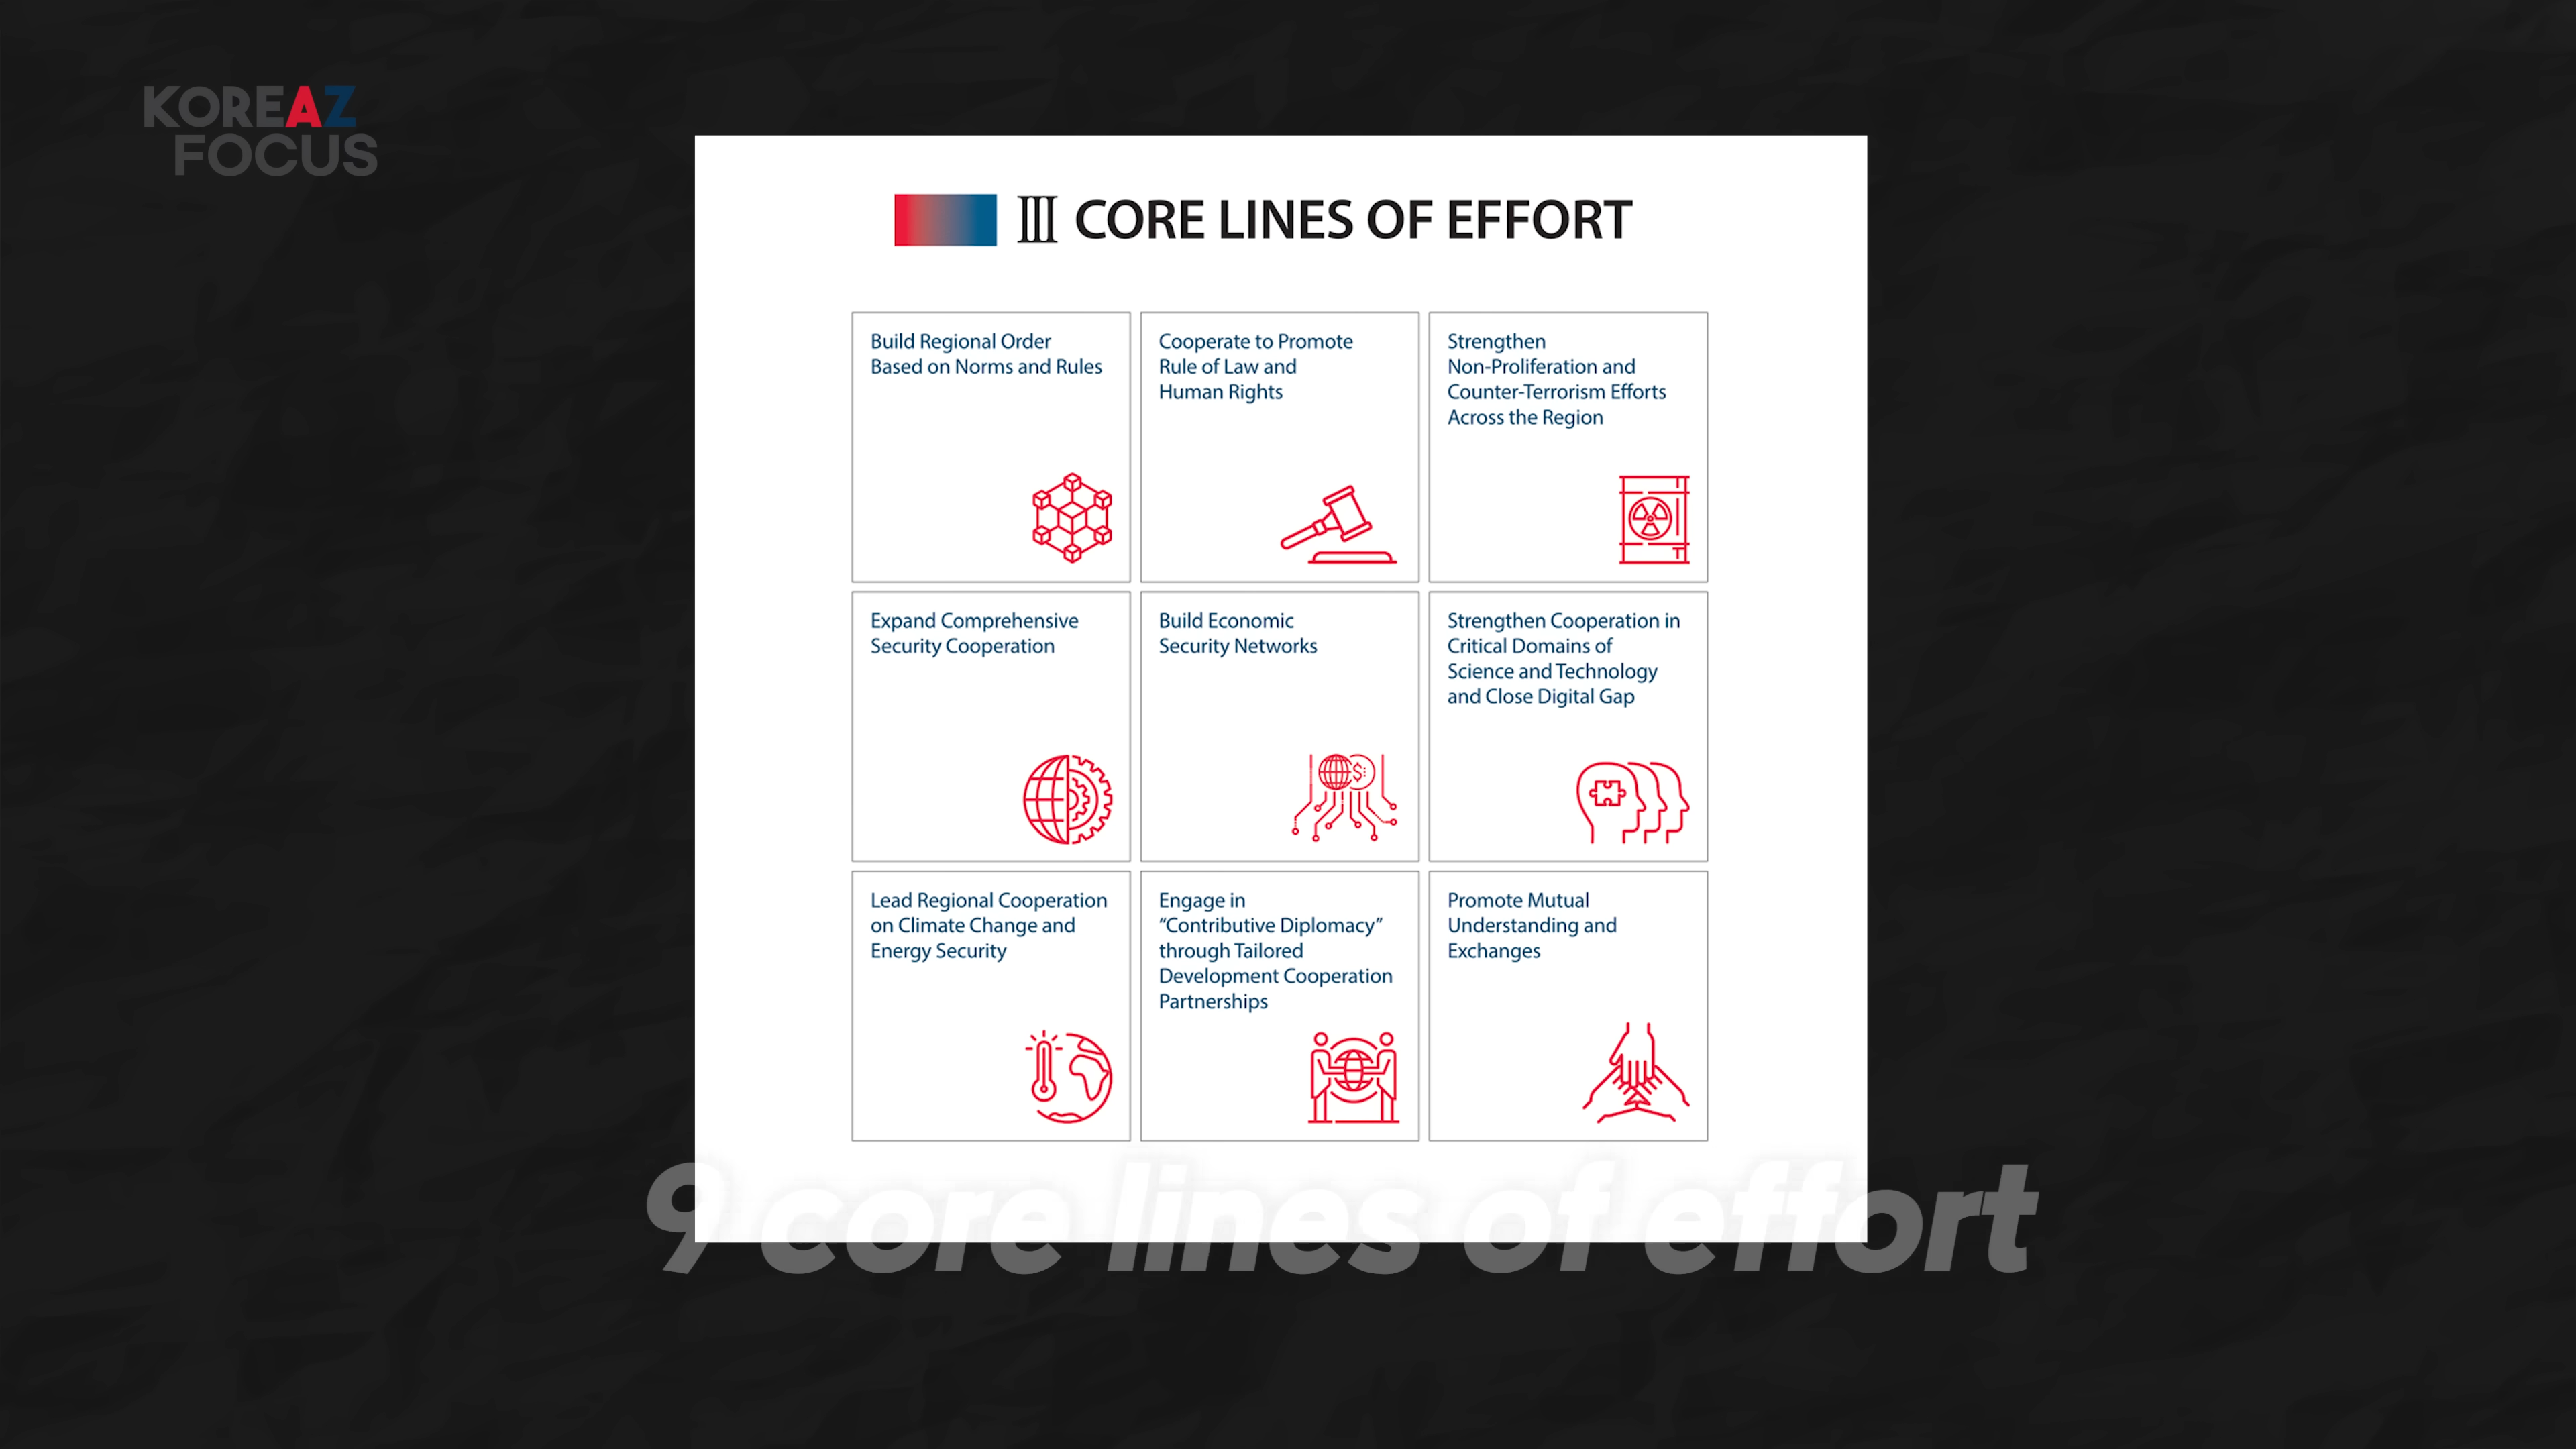 KOREAZ
FOCUS
III CORE LINES OF EFFORT
Build Regional Order
Based on Norms and Rules
Cooperate to Promote
Rule of Law and
Human Rights
Strengthen
Non-Proliferation and
Counter-Terrorism Efforts
Across the Region
Expand Comprehensive
Security Cooperation
Build Economic
Security Networks
Strengthen Cooperation in
Critical Domains of
Science and Technology
and Close Digital Gap
Lead Regional Cooperation
on Climate Change and
Energy Security
Engage in
“Contributive Diplomacy”
through Tailored
Development Cooperation
Partnerships
Promote Mutual
Understanding and
Exchanges
9 core lines of effort